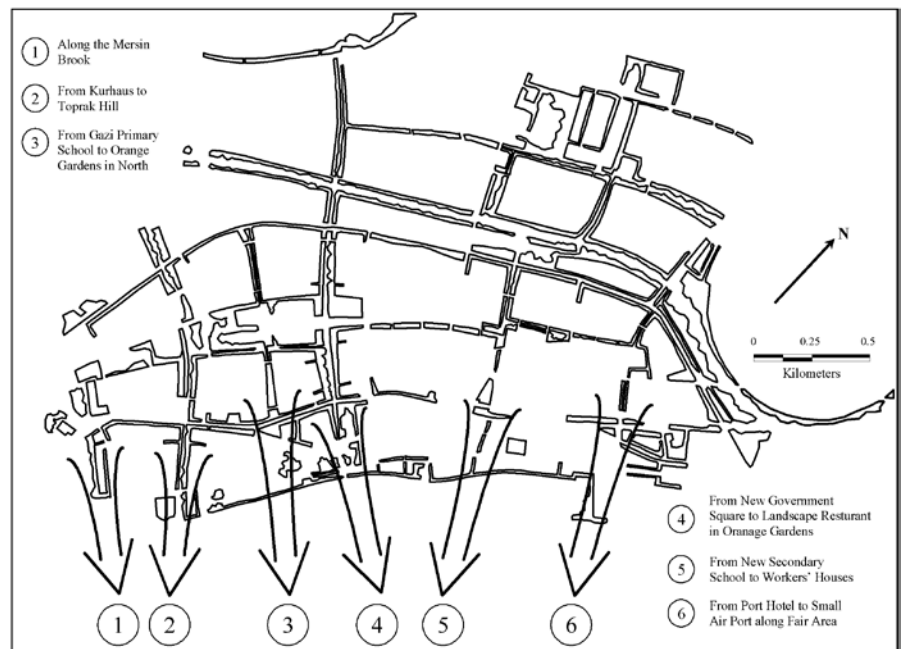 1 Along the Mersin
Brook
2 From Kurhaus to
Toprak Hill
3 From Gazi Primary
School to Orange
Gardens in North
N
0 0.25 0.5
Kilometers
4 From New Government
Square to Landscape Resturant
in Oranage Gardens
5 From New Secondary
School to Workers' Houses
6 From Port Hotel to Small
Air Port along Fair Area
1 2 3 4 5 6